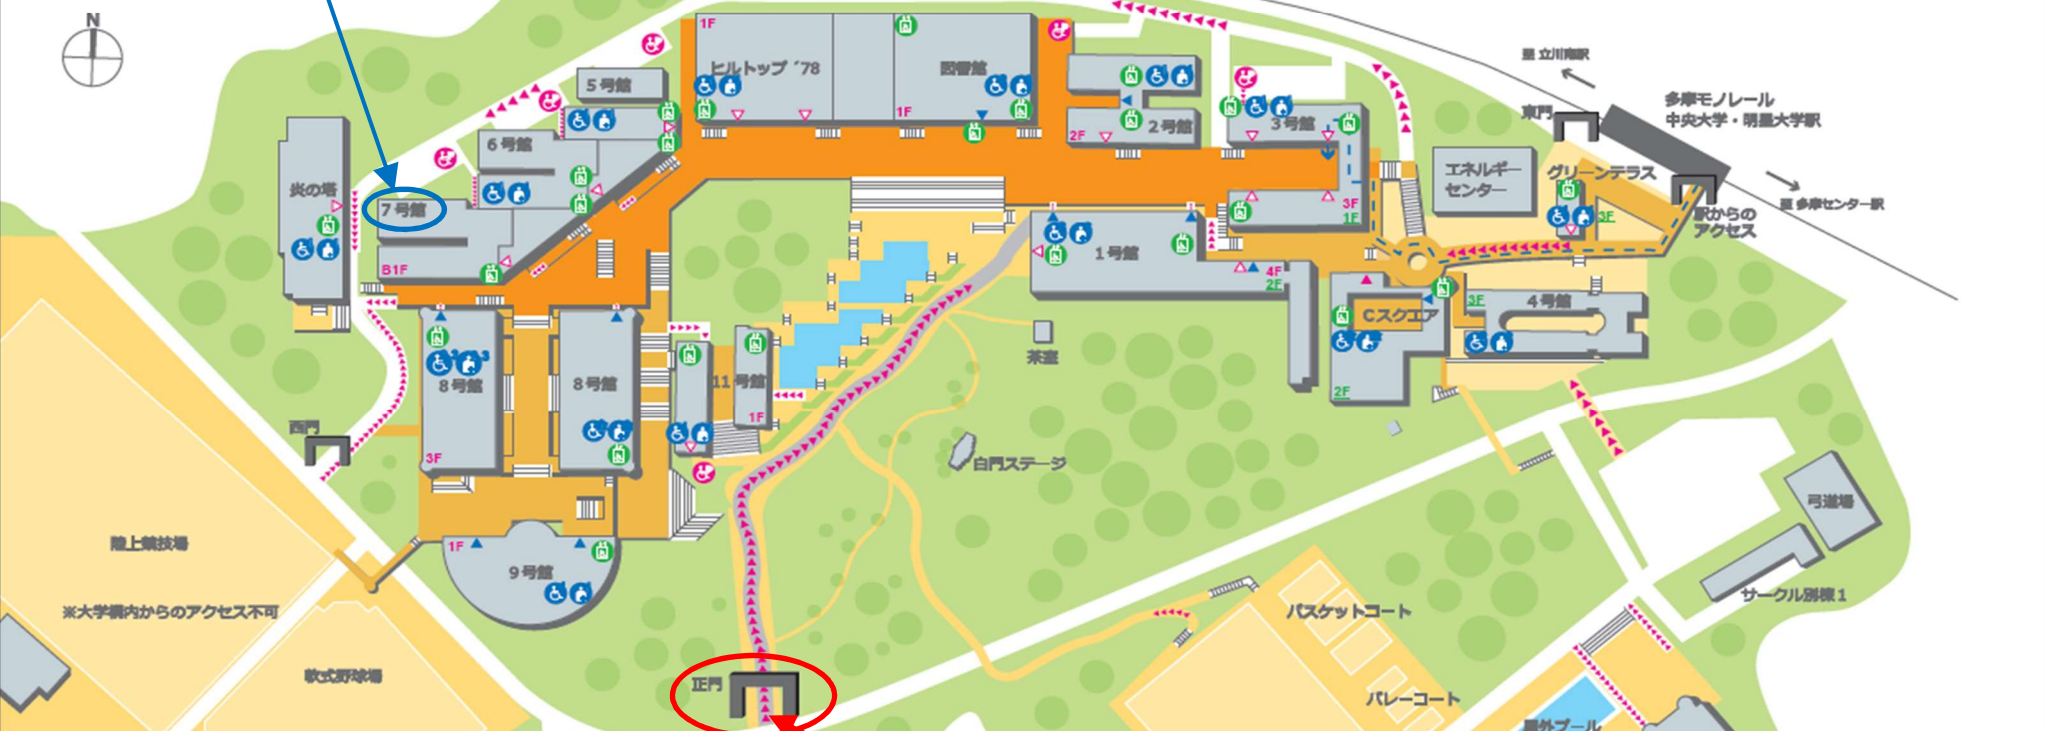 N
1F
ヒルトップ ´78
図書館
1F
5号館
6号館
2F
2号館
3号館
3F
1F
至 立川南駅
多摩モノレール
中央大学・明星大学駅
東門
エネルギー
センター
グリーンテラス
3F
至 多摩センター駅
駅からの
アクセス
炎の塔
7号館
B1F
1号館
4F
2F
3F
4号館
Cスクエア
2F
茶室
8号館
3F
8号館
11号館
1F
西門
白門ステージ
弓道場
陸上競技場
1F
9号館
※大学構内からのアクセス不可
サークル別棟1
バスケットコート
軟式野球場
正門
バレーコート
屋外プール